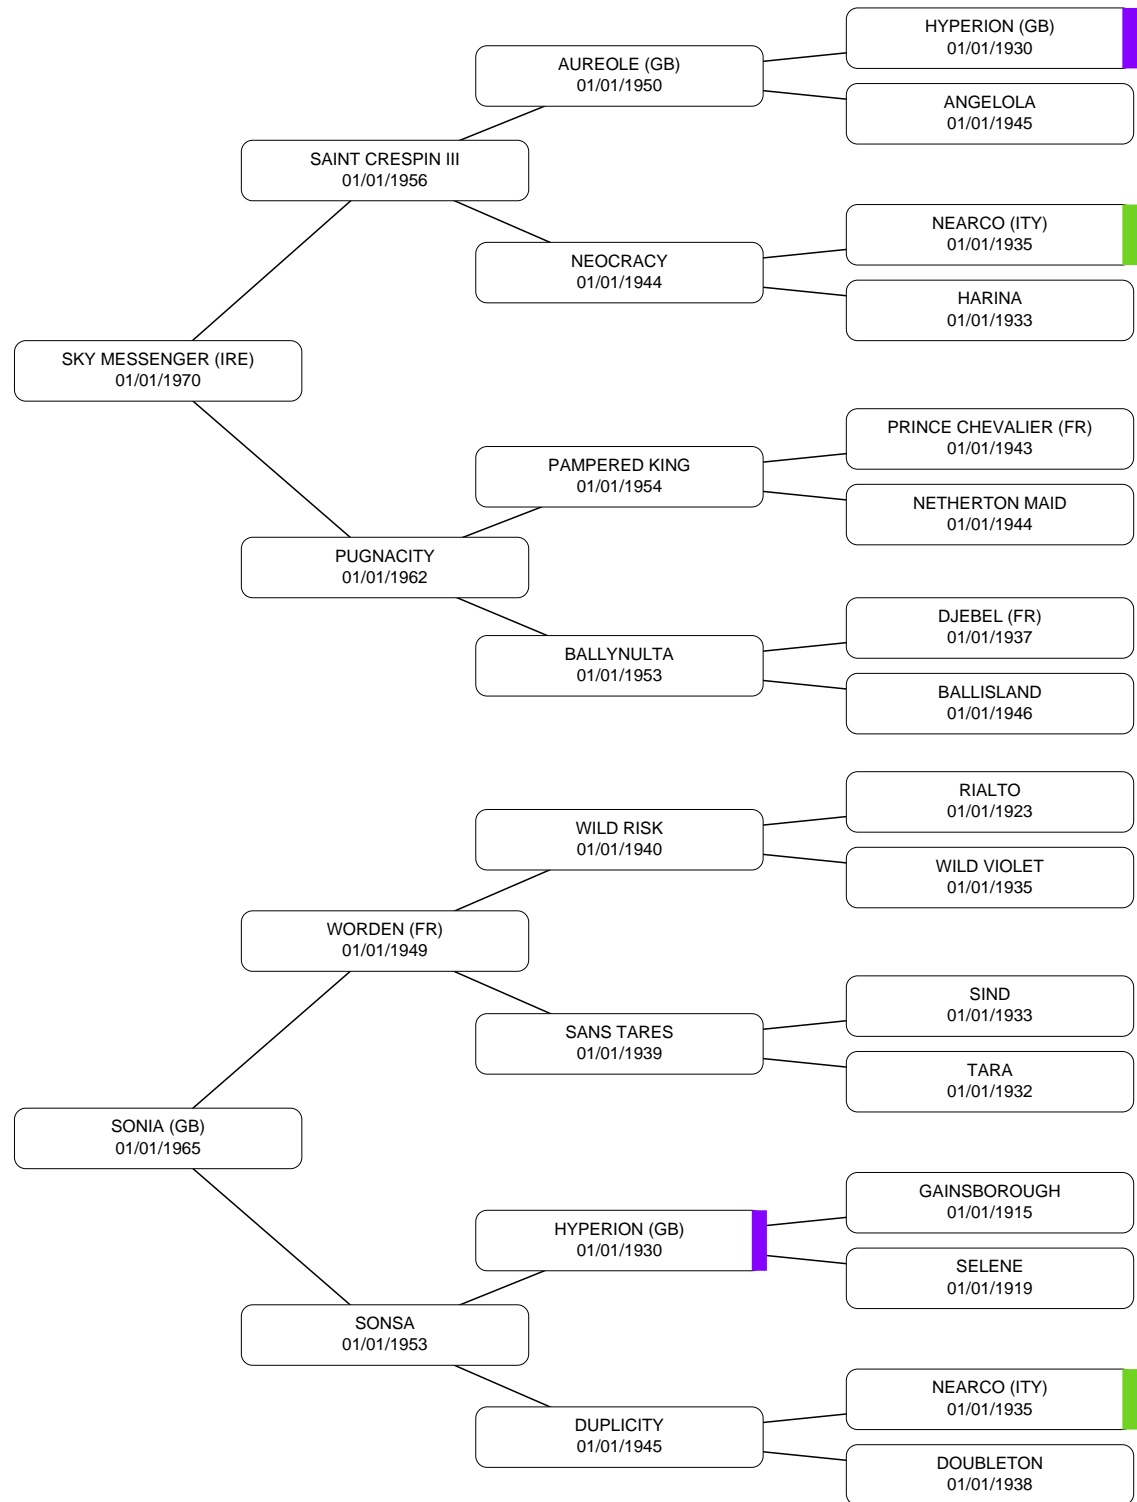 HYPERION (GB)
01/01/1930
AUREOLE (GB)
01/01/1950
ANGELOLA
01/01/1945
SAINT CRESPIN III
01/01/1956
NEARCO (ITY)
01/01/1935
NEOCRACY
01/01/1944
HARINA
01/01/1933
SKY MESSENGER (IRE)
01/01/1970
PRINCE CHEVALIER (FR)
01/01/1943
PAMPERED KING
01/01/1954
NETHERTON MAID
01/01/1944
PUGNACITY
01/01/1962
DJEBEL (FR)
01/01/1937
BALLYNULTA
01/01/1953
BALLISLAND
01/01/1946
RIALTO
01/01/1923
WILD RISK
01/01/1940
WILD VIOLET
01/01/1935
WORDEN (FR)
01/01/1949
SIND
01/01/1933
SANS TARES
01/01/1939
TARA
01/01/1932
SONIA (GB)
01/01/1965
GAINSBOROUGH
01/01/1915
HYPERION (GB)
01/01/1930
SELENE
01/01/1919
SONSA
01/01/1953
NEARCO (ITY)
01/01/1935
DUPLICITY
01/01/1945
DOUBLETON
01/01/1938